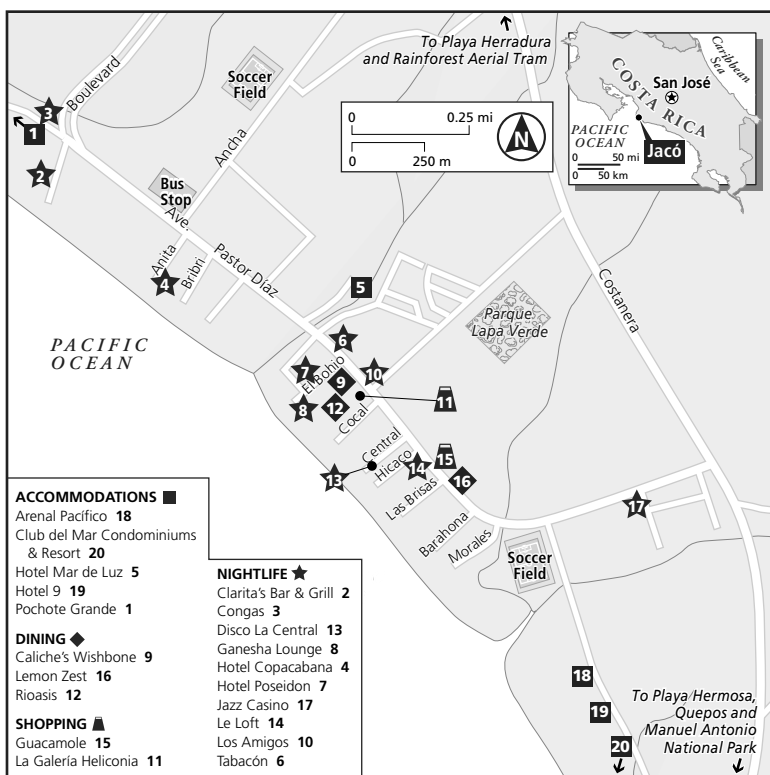 To Playa Herradura
and Rainforest Aerial Tram
Caribbean
Sea
San José
COSTA RICA
PACIFIC
OCEAN
Jacó
0 50 mi
0 50 km
0 0.25 mi
0 250 m
N
Boulevard
3
1
2
Soccer
Field
Ancha
Bus
Stop
Ave.
Pastor Díaz
Anita
Bribri
4
5
Costanera
Parque
Lapa Verde
PACIFIC
OCEAN
6
7
El Bohio
9
10
8
12
11
Cocal
Central
Hicaco
13
14
15
16
Las Brisas
17
Barahona
Morales
Soccer
Field
18
19
20
To Playa Hermosa,
Quepos and
Manuel Antonio
National Park
ACCOMMODATIONS
Arenal Pacífico 18
Club del Mar Condominiums
& Resort 20
Hotel Mar de Luz 5
Hotel 9 19
Pochote Grande 1
DINING
Caliche's Wishbone 9
Lemon Zest 16
Rioasis 12
SHOPPING
Guacamole 15
La Galería Heliconia 11
NIGHTLIFE
Clarita's Bar & Grill 2
Congas 3
Disco La Central 13
Ganesha Lounge 8
Hotel Copacabana 4
Hotel Poseidon 7
Jazz Casino 17
Le Loft 14
Los Amigos 10
Tabacón 6